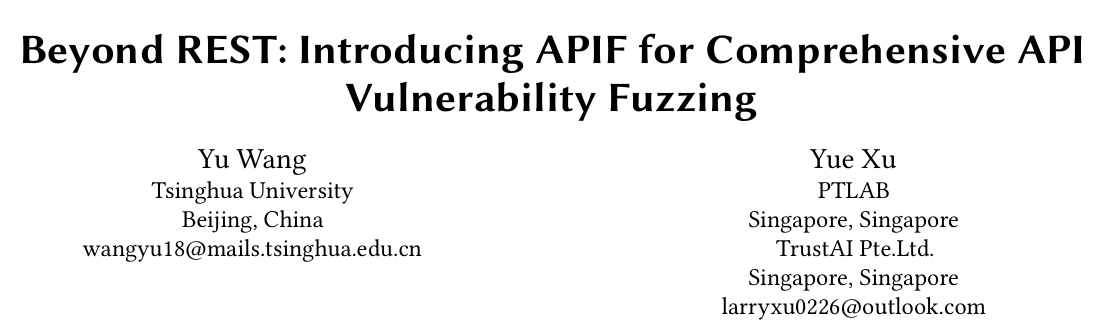 Beyond REST: Introducing APIF for Comprehensive API
Vulnerability Fuzzing
Yu Wang
Tsinghua University
Beijing, China
wangyu18@mails.tsinghua.edu.cn
Yue Xu
PTLAB
Singapore, Singapore
TrustAI Pte.Ltd.
Singapore, Singapore
larryxu0226@outlook.com